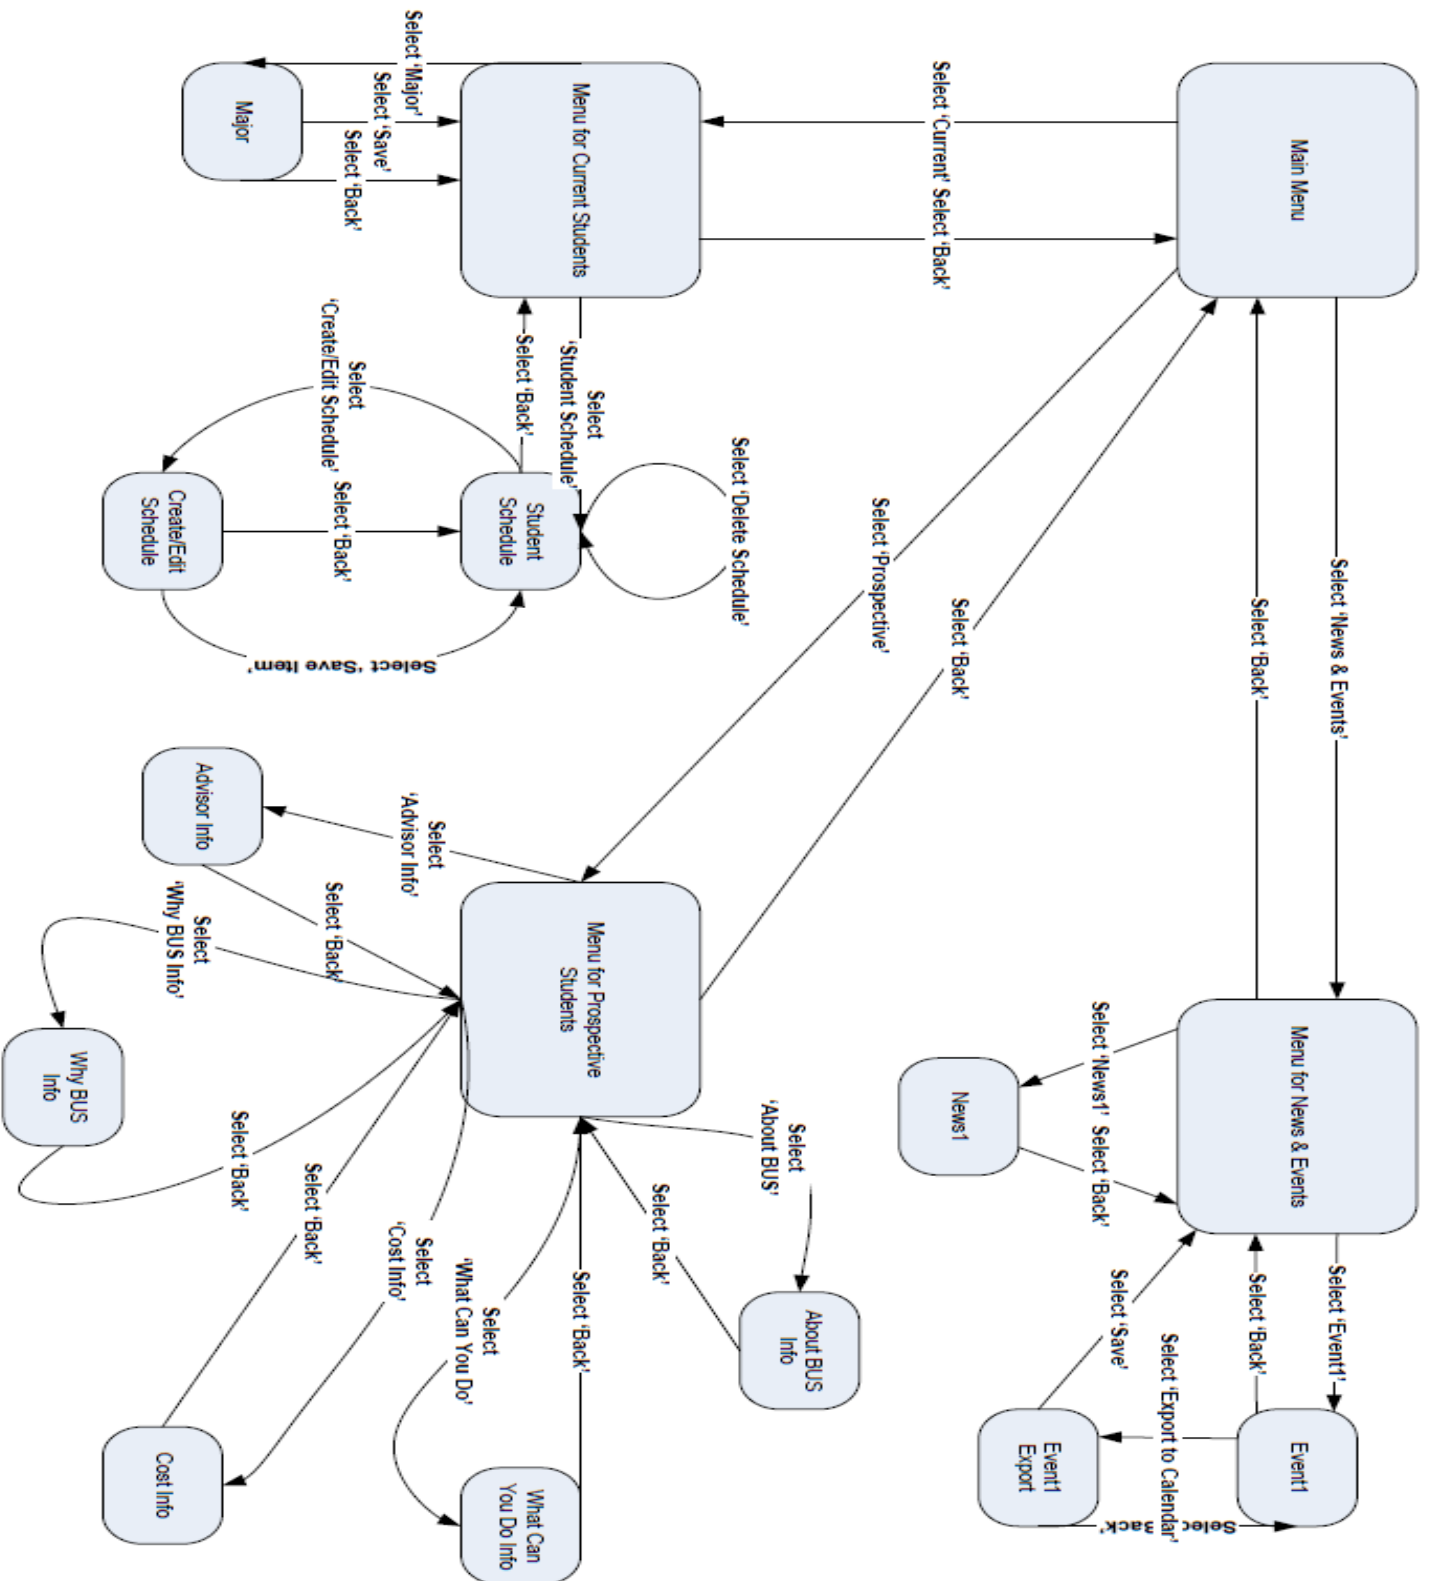 Main Menu
Select 'News & Events'
Select 'Back'
Menu for News & Events
Select 'Event1'
Select 'Back'
Event1
Select 'Export to Calendar'
Event1
Export
Select 'Save'
Select 'News1'
Select 'Back'
News1
Select 'Current'
Select 'Back'
Select 'Prospective'
Select 'Back'
Menu for Current Students
Select 'Major'
Select 'Save'
Select 'Back'
Major
Select
'Student Schedule'
Select 'Back'
Select 'Delete Schedule'
Student
Schedule
Select
'Create/Edit Schedule'
Select 'Back'
Select 'Save Item'
Create/Edit
Schedule
Menu for Prospective
Students
Select
'About BUS'
Select 'Back'
About BUS
Info
Select 'Back'
Select
'What Can You Do'
What Can
You Do Info
Select
'Cost Info'
Select 'Back'
Cost Info
Select
'Advisor Info'
Select 'Back'
Advisor Info
Select
'Why BUS Info'
Select 'Back'
Why BUS
Info